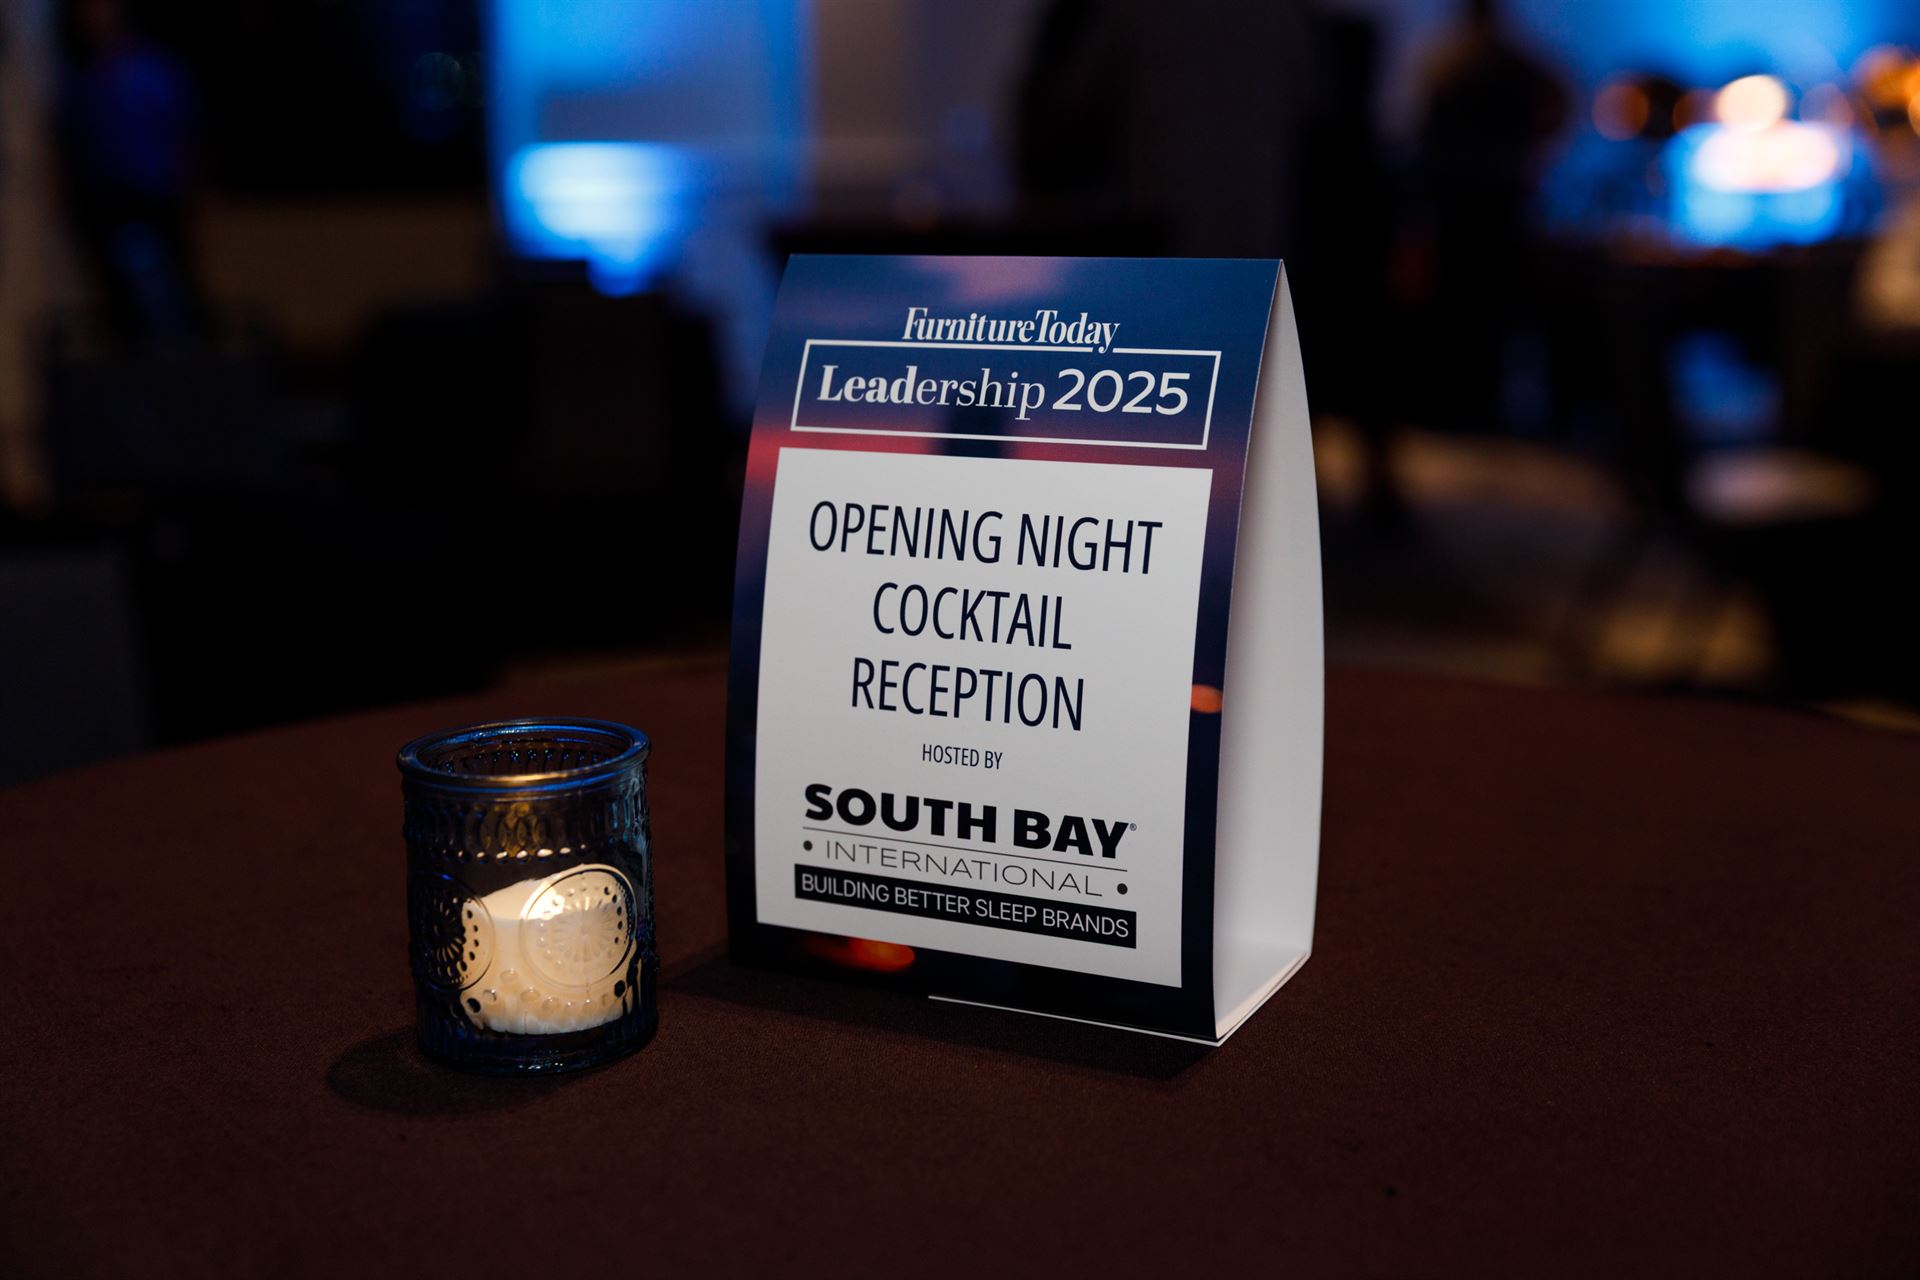 FurnitureToday
Leadership 2025
OPENING NIGHT
COCKTAIL
RECEPTION
HOSTED BY
SOUTH BAY®
• INTERNATIONAL •
BUILDING BETTER SLEEP BRANDS